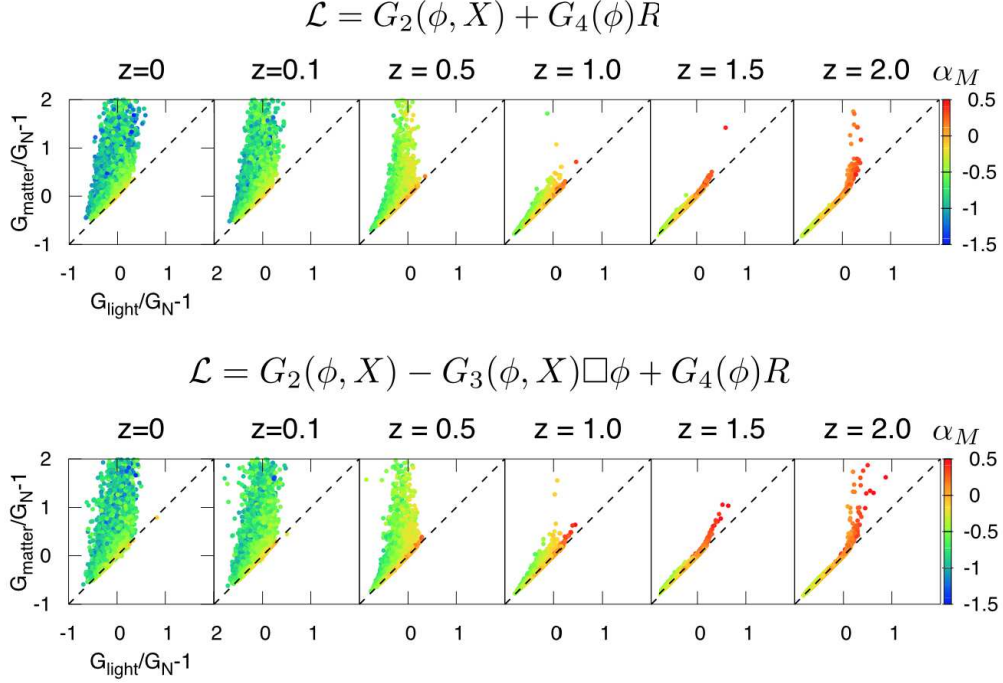 ℒ = G₂(ϕ, X) + G₄(ϕ)R
z=0 z=0.1 z = 0.5 z = 1.0 z = 1.5 z = 2.0 α_M
G_matter/G_N-1
2
1
0
-1
0.5
0
-0.5
-1
-1.5
-1 0 1 2 0 1 0 1 0 1 0 1 0 1
G_light/G_N-1
ℒ = G₂(ϕ, X) − G₃(ϕ, X)□ϕ + G₄(ϕ)R
z=0 z=0.1 z = 0.5 z = 1.0 z = 1.5 z = 2.0 α_M
G_matter/G_N-1
2
1
0
-1
0.5
0
-0.5
-1
-1.5
-1 0 1 2 0 1 0 1 0 1 0 1 0 1
G_light/G_N-1